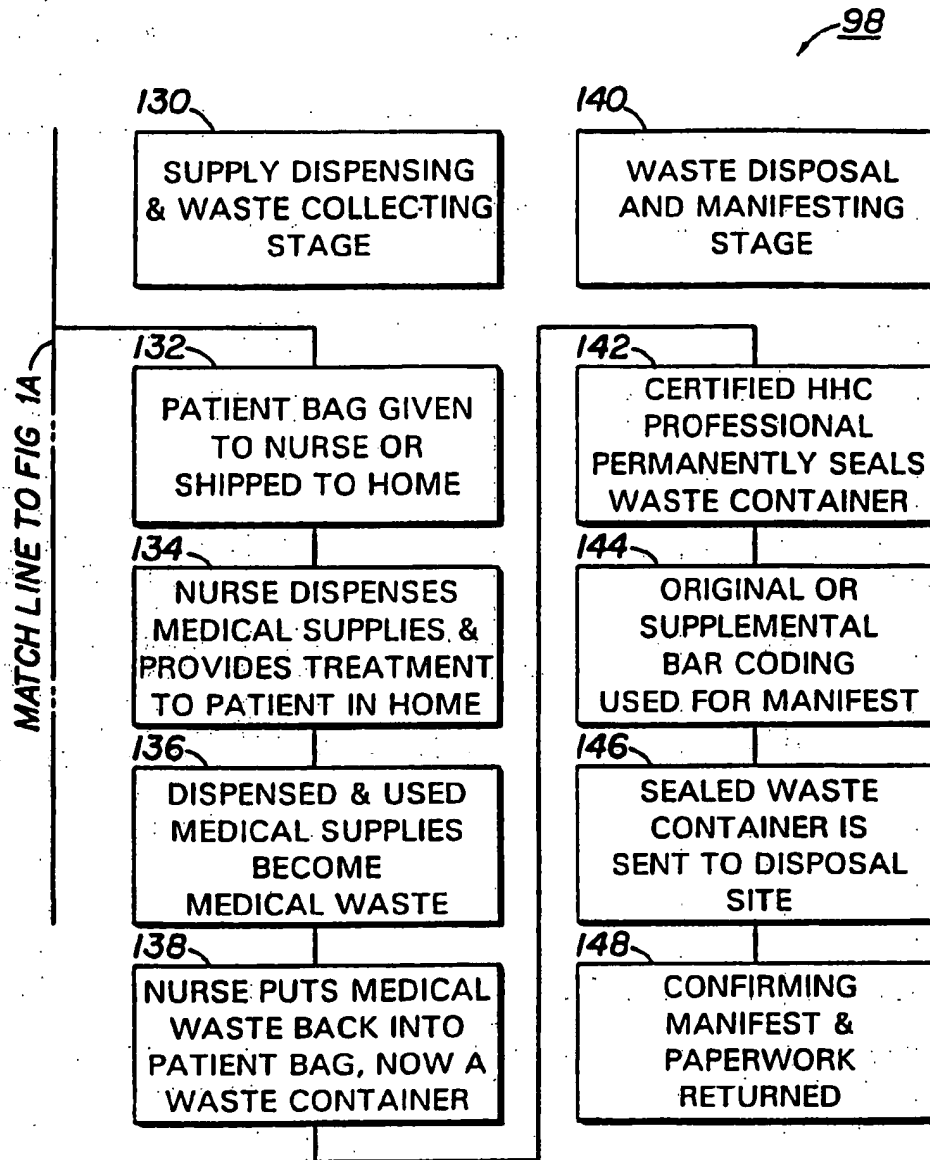 98
130
SUPPLY DISPENSING
& WASTE COLLECTING
STAGE
MATCH LINE TO FIG 1A
132
PATIENT BAG GIVEN
TO NURSE OR
SHIPPED TO HOME
134
NURSE DISPENSES
MEDICAL SUPPLIES &
PROVIDES TREATMENT
TO PATIENT IN HOME
136
DISPENSED & USED
MEDICAL SUPPLIES
BECOME
MEDICAL WASTE
138
NURSE PUTS MEDICAL
WASTE BACK INTO
PATIENT BAG, NOW A
WASTE CONTAINER
140
WASTE DISPOSAL
AND MANIFESTING
STAGE
142
CERTIFIED HHC
PROFESSIONAL
PERMANENTLY SEALS
WASTE CONTAINER
144
ORIGINAL OR
SUPPLEMENTAL
BAR CODING
USED FOR MANIFEST
146
SEALED WASTE
CONTAINER IS
SENT TO DISPOSAL
SITE
148
CONFIRMING
MANIFEST &
PAPERWORK
RETURNED